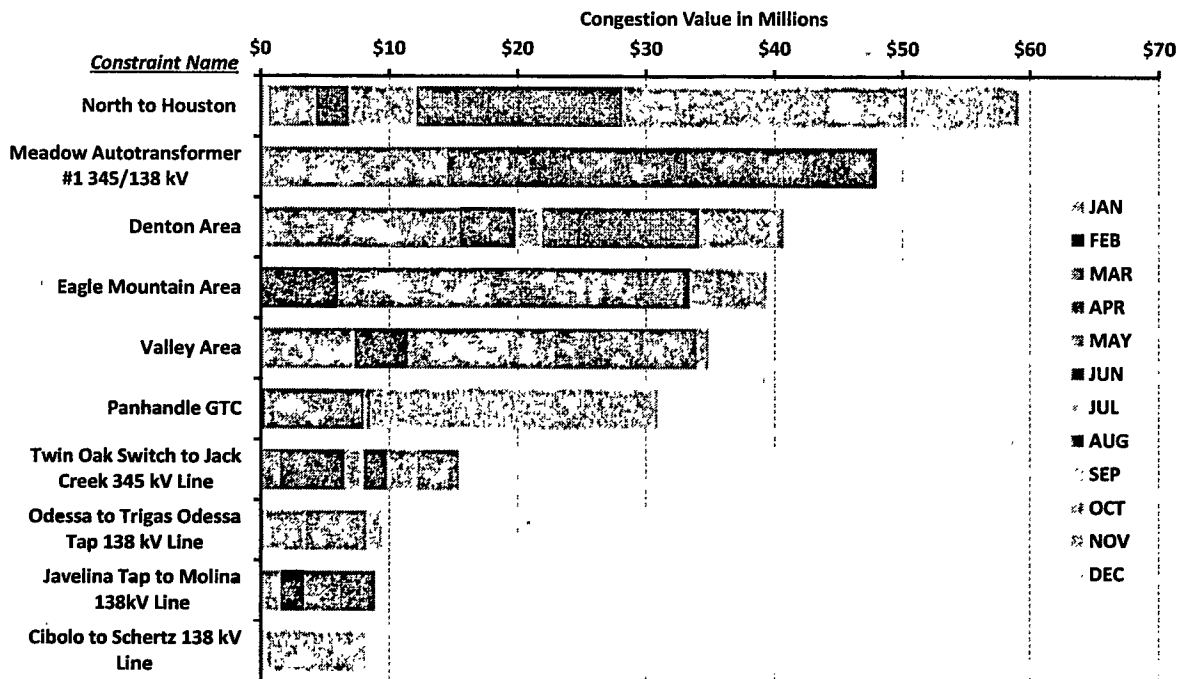 Congestion Value in Millions
Constraint Name
$0 $10 $20 $30 $40 $50 $60 $70
North to Houston
Meadow Autotransformer
#1 345/138 kV
Denton Area
Eagle Mountain Area
Valley Area
Panhandle GTC
Twin Oak Switch to Jack
Creek 345 kV Line
Odessa to Trigas Odessa
Tap 138 kV Line
Javelina Tap to Molina
138kV Line
Cibolo to Schertz 138 kV
Line
JAN
FEB
MAR
APR
MAY
JUN
JUL
AUG
SEP
OCT
NOV
DEC